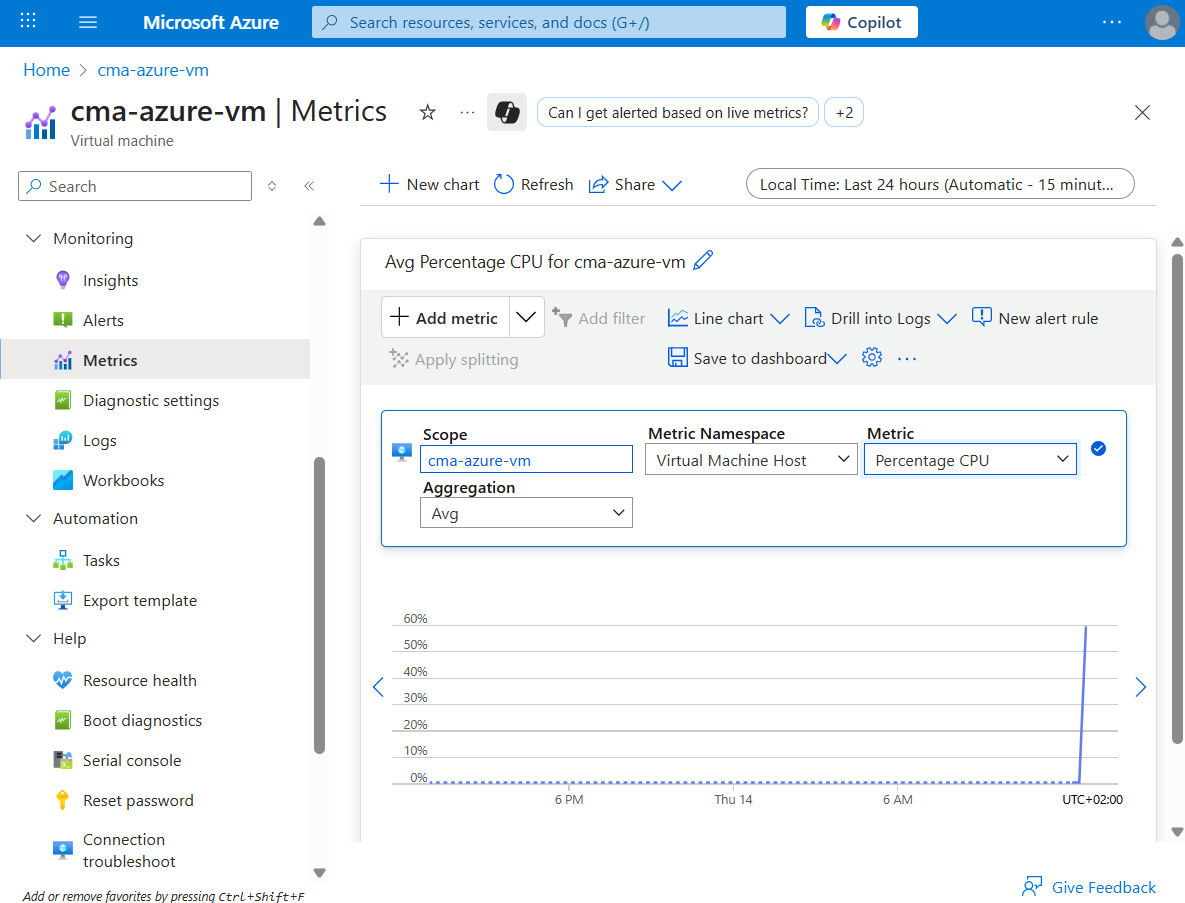 Microsoft Azure
Search resources, services, and docs (G+/)
Copilot
Home > cma-azure-vm
cma-azure-vm | Metrics
Can I get alerted based on live metrics?
+2
Virtual machine
Search
New chart
Refresh
Share
Local Time: Last 24 hours (Automatic - 15 minut...
Monitoring
Insights
Alerts
Metrics
Diagnostic settings
Logs
Workbooks
Automation
Tasks
Export template
Help
Resource health
Boot diagnostics
Serial console
Reset password
Connection
troubleshoot
Add or remove favorites by pressing Ctrl+Shift+F
Avg Percentage CPU for cma-azure-vm
Add metric
Add filter
Line chart
Drill into Logs
New alert rule
Apply splitting
Save to dashboard
Scope
cma-azure-vm
Metric Namespace
Virtual Machine Host
Metric
Percentage CPU
Aggregation
Avg
60%
50%
40%
30%
20%
10%
0%
6 PM
Thu 14
6 AM
UTC+02:00
Give Feedback